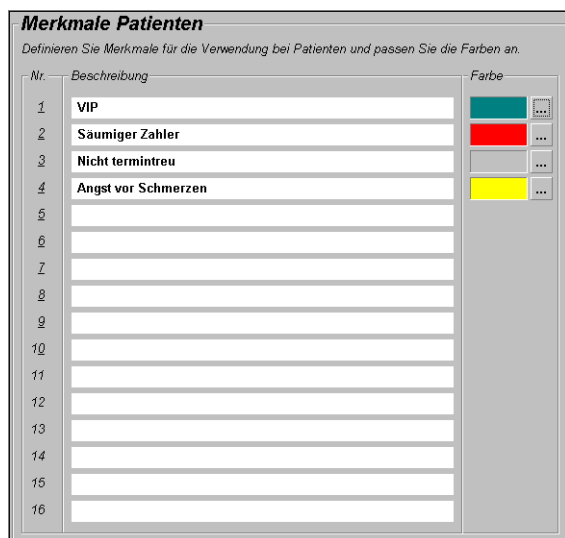 Merkmale Patienten
Definieren Sie Merkmale für die Verwendung bei Patienten und passen Sie die Farben an.
Nr. Beschreibung Farbe
1 VIP ...
2 Säumiger Zahler ...
3 Nicht termintreu ...
4 Angst vor Schmerzen ...
5
6
7
8
9
10
11
12
13
14
15
16